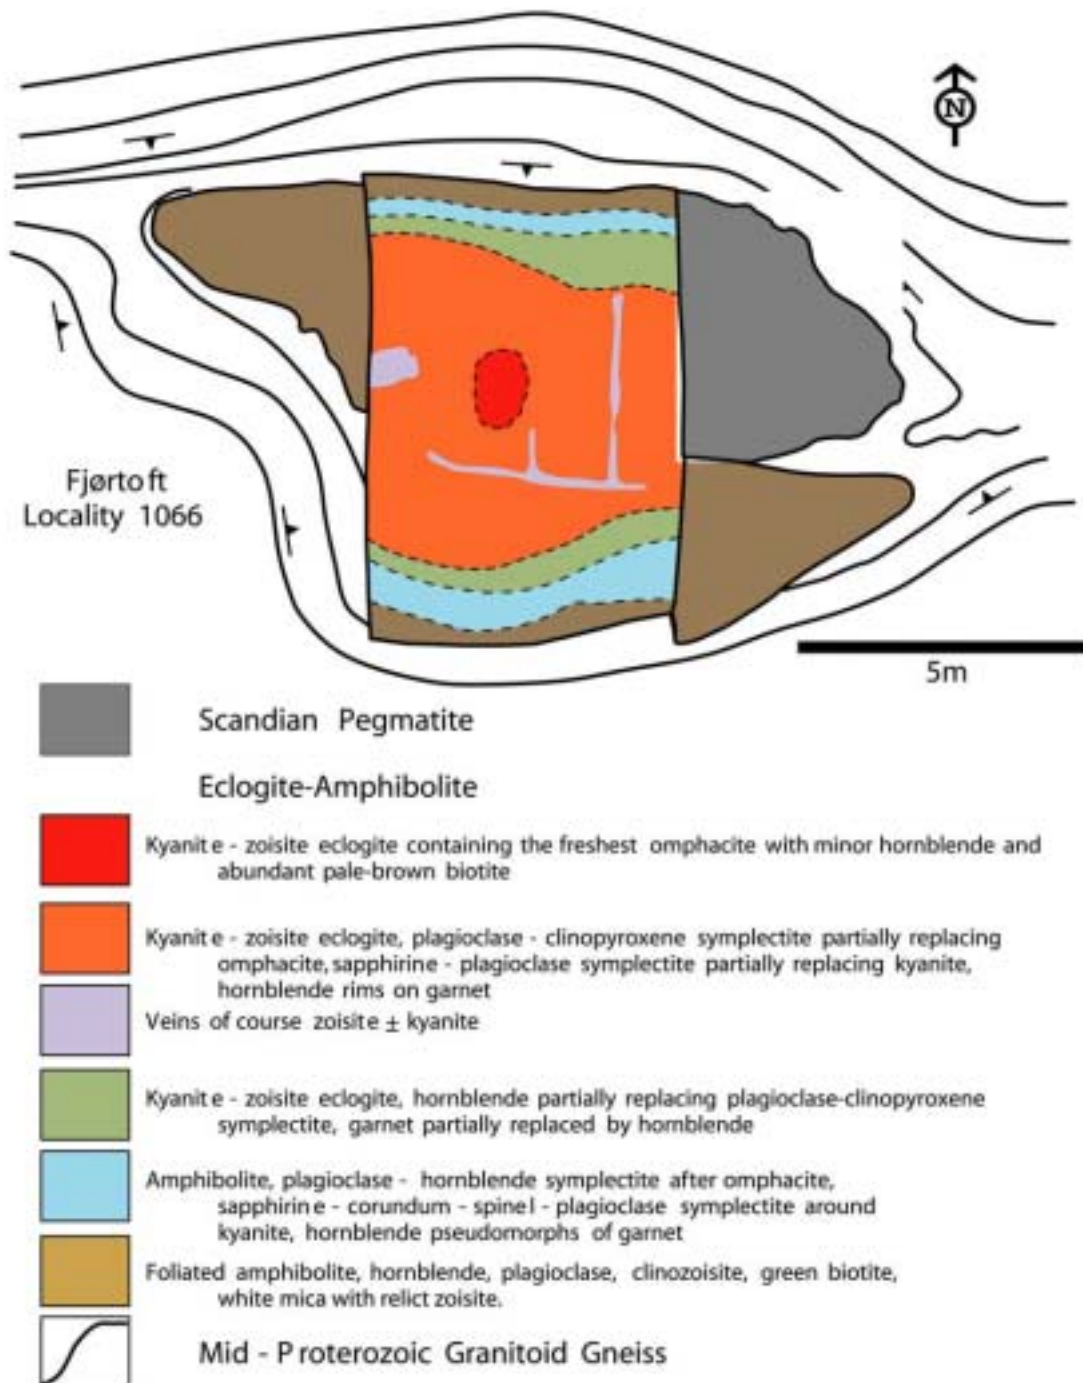 N
Fjørtoft
Locality 1066
5m
Scandian Pegmatite
Eclogite-Amphibolite
Kyanite - zoisite eclogite containing the freshest omphacite with minor hornblende and
abundant pale-brown biotite
Kyanite - zoisite eclogite, plagioclase - clinopyroxene symplectite partially replacing
omphacite, sapphirine - plagioclase symplectite partially replacing kyanite,
hornblende rims on garnet
Veins of course zoisite ± kyanite
Kyanite - zoisite eclogite, hornblende partially replacing plagioclase-clinopyroxene
symplectite, garnet partially replaced by hornblende
Amphibolite, plagioclase - hornblende symplectite after omphacite,
sapphirine - corundum - spinel - plagioclase symplectite around
kyanite, hornblende pseudomorphs of garnet
Foliated amphibolite, hornblende, plagioclase, clinozoisite, green biotite,
white mica with relict zoisite.
Mid - Proterozoic Granitoid Gneiss